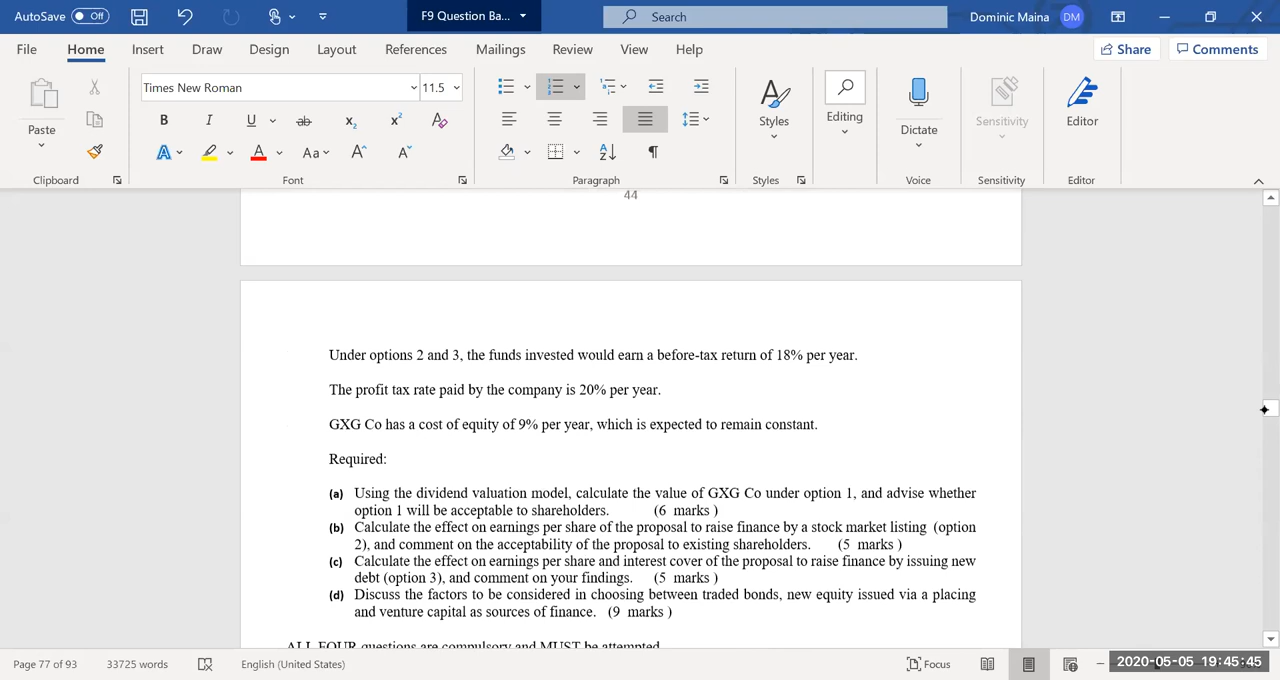 AutoSave Off F9 Question Ba... Search Dominic Maina DM
File Home Insert Draw Design Layout References Mailings Review View Help Share Comments
Times New Roman 11.5
Paste Styles Editing Dictate Sensitivity Editor
Clipboard Font Paragraph Styles Voice Sensitivity Editor
44
Under options 2 and 3, the funds invested would earn a before-tax return of 18% per year.
The profit tax rate paid by the company is 20% per year.
GXG Co has a cost of equity of 9% per year, which is expected to remain constant.
Required:
(a) Using the dividend valuation model, calculate the value of GXG Co under option 1, and advise whether
option 1 will be acceptable to shareholders. (6 marks )
(b) Calculate the effect on earnings per share of the proposal to raise finance by a stock market listing (option
2), and comment on the acceptability of the proposal to existing shareholders. (5 marks )
(c) Calculate the effect on earnings per share and interest cover of the proposal to raise finance by issuing new
debt (option 3), and comment on your findings. (5 marks )
(d) Discuss the factors to be considered in choosing between traded bonds, new equity issued via a placing
and venture capital as sources of finance. (9 marks )
ALL FOUR questions are compulsory and MUST be attempted
Page 77 of 93 33725 words English (United States) Focus 2020-05-05 19:45:45